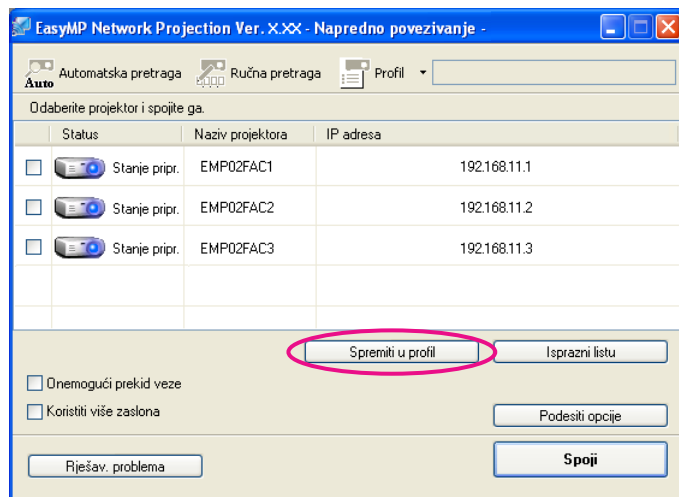 EasyMP Network Projection Ver. X.XX - Napredno povezivanje -
Auto Automatska pretraga Ručna pretraga Profil
Odaberite projektor i spojite ga.
Status Naziv projektora IP adresa
Stanje pripr. EMP02FAC1 192.168.11.1
Stanje pripr. EMP02FAC2 192.168.11.2
Stanje pripr. EMP02FAC3 192.168.11.3
Spremiti u profil Isprazni listu
Onemogući prekid veze
Koristiti više zaslona Podesiti opcije
Rješav. problema Spoji